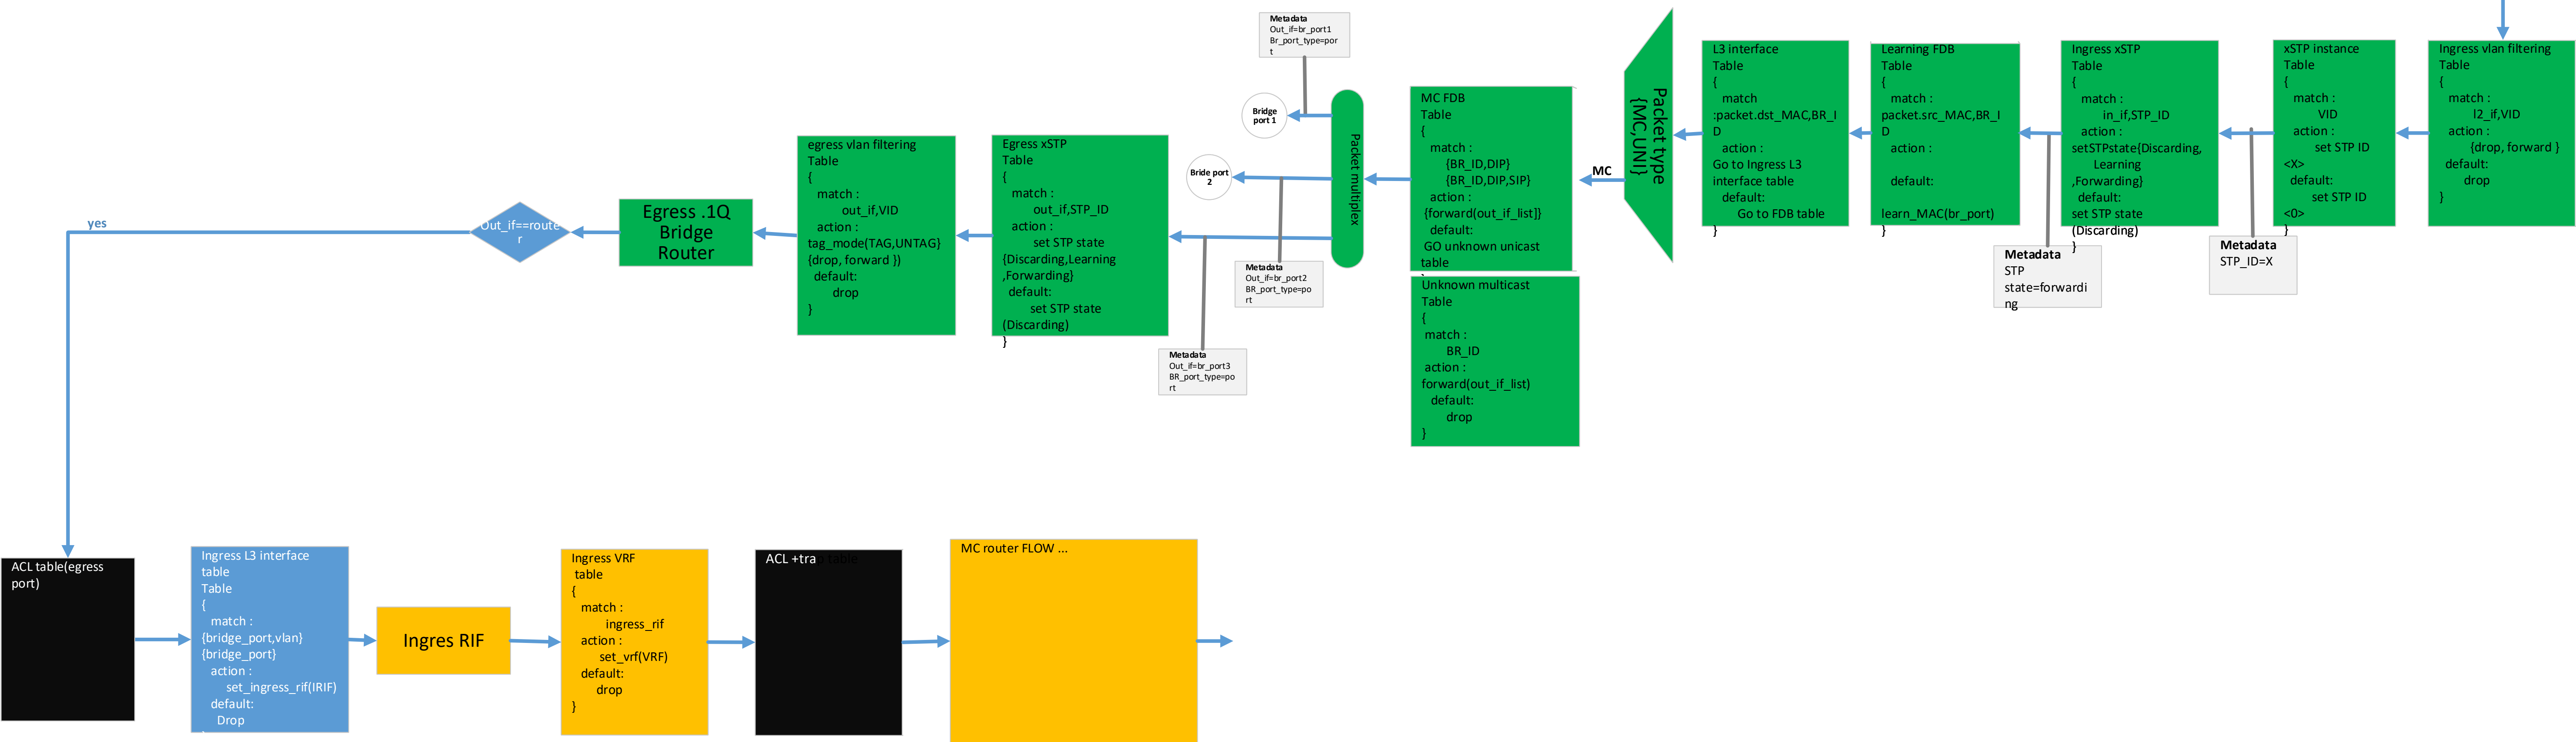 Metadata
Out_if=br_port1
Br_port_type=por
t
Bridge
port 1
Bride port
2
Metadata
Out_if=br_port2
BR_port_type=po
rt
Metadata
Out_if=br_port3
BR_port_type=po
rt
Packet multiplex
MC FDB
Table
{
match :
{BR_ID,DIP}
{BR_ID,DIP,SIP}
action :
{forward(out_if_list]}
default:
GO unknown unicast
table
Unknown multicast
Table
{
match :
BR_ID
action :
forward(out_if_list)
default:
drop
}
MC
Packet type
{MC,UNI}
L3 interface
Table
{
match
:packet.dst_MAC,BR_I
D
action :
Go to Ingress L3
interface table
default:
Go to FDB table
}
Learning FDB
Table
{
match :
packet.src_MAC,BR_I
D
action :
default:
learn_MAC(br_port)
}
Ingress xSTP
Table
{
match :
in_if,STP_ID
action :
setSTPstate{Discarding,
Learning
,Forwarding}
default:
set STP state
(Discarding)
}
Metadata
STP
state=forwardi
ng
xSTP instance
Table
{
match :
VID
action :
set STP ID
<X>
default:
set STP ID
<0>
}
Metadata
STP_ID=X
Ingress vlan filtering
Table
{
match :
l2_if,VID
action :
{drop, forward }
default:
drop
}
Egress xSTP
Table
{
match :
out_if,STP_ID
action :
set STP state
{Discarding,Learning
,Forwarding}
default:
set STP state
(Discarding)
}
egress vlan filtering
Table
{
match :
out_if,VID
action :
tag_mode(TAG,UNTAG}
{drop, forward })
default:
drop
}
Egress .1Q
Bridge
Router
Out_if==route
r
yes
ACL table(egress
port)
Ingress L3 interface
table
Table
{
match :
{bridge_port,vlan}
{bridge_port}
action :
set_ingress_rif(IRIF)
default:
Drop
Ingres RIF
Ingress VRF
table
{
match :
ingress_rif
action :
set_vrf(VRF)
default:
drop
}
ACL +tra
MC router FLOW ...